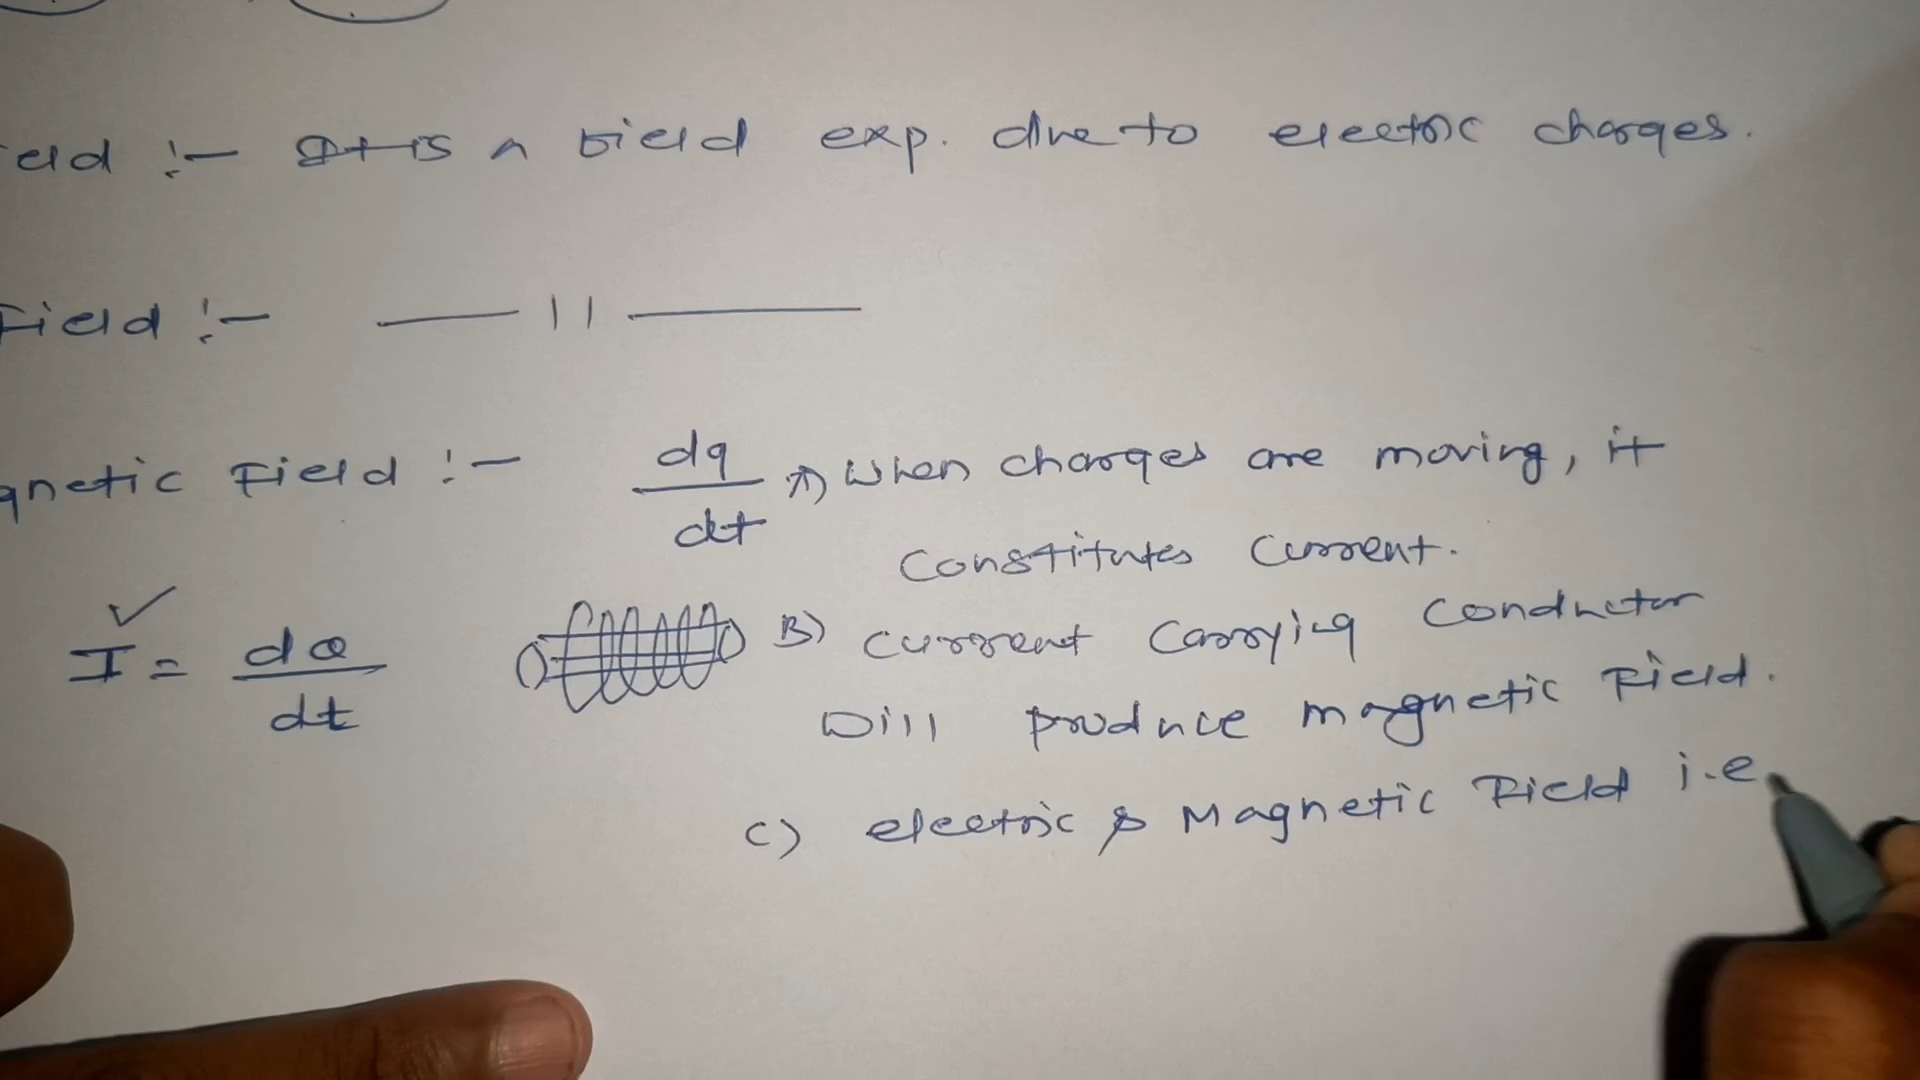 eld :- It is a field exp. due to electric charges.
Field :- — 11 —
gnetic Field :- dq/dt A) When charges are moving, it
constitutes current.
I = dQ/dt
B) current carrying conductor
will produce magnetic Field.
C) electric & Magnetic Field i.e.